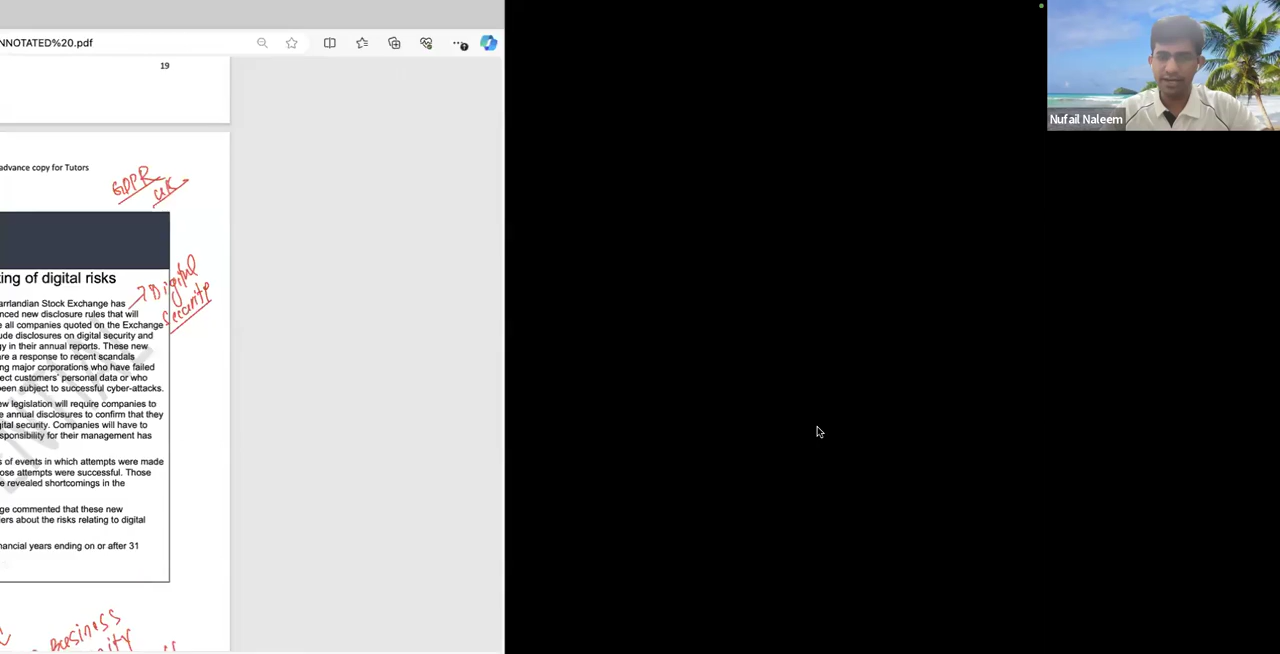 NNOTATED%20.pdf
Nufail Naleem
19
advance copy for Tutors
GDPR
UK
king of digital risks
arrlandian Stock Exchange has
nced new disclosure rules that will
e all companies quoted on the Exchange
ude disclosures on digital security and
gy in their annual reports. These new
are a response to recent scandals
ng major corporations who have failed
ect customers' personal data or who
been subject to successful cyber-attacks.
→ Digital
Security
ew legislation will require companies to
e annual disclosures to confirm that they
gital security. Companies will have to
sponsibility for their management has
s of events in which attempts were made
ose attempts were successful. Those
e revealed shortcomings in the
ge commented that these new
ers about the risks relating to digital
nancial years ending on or after 31
Business